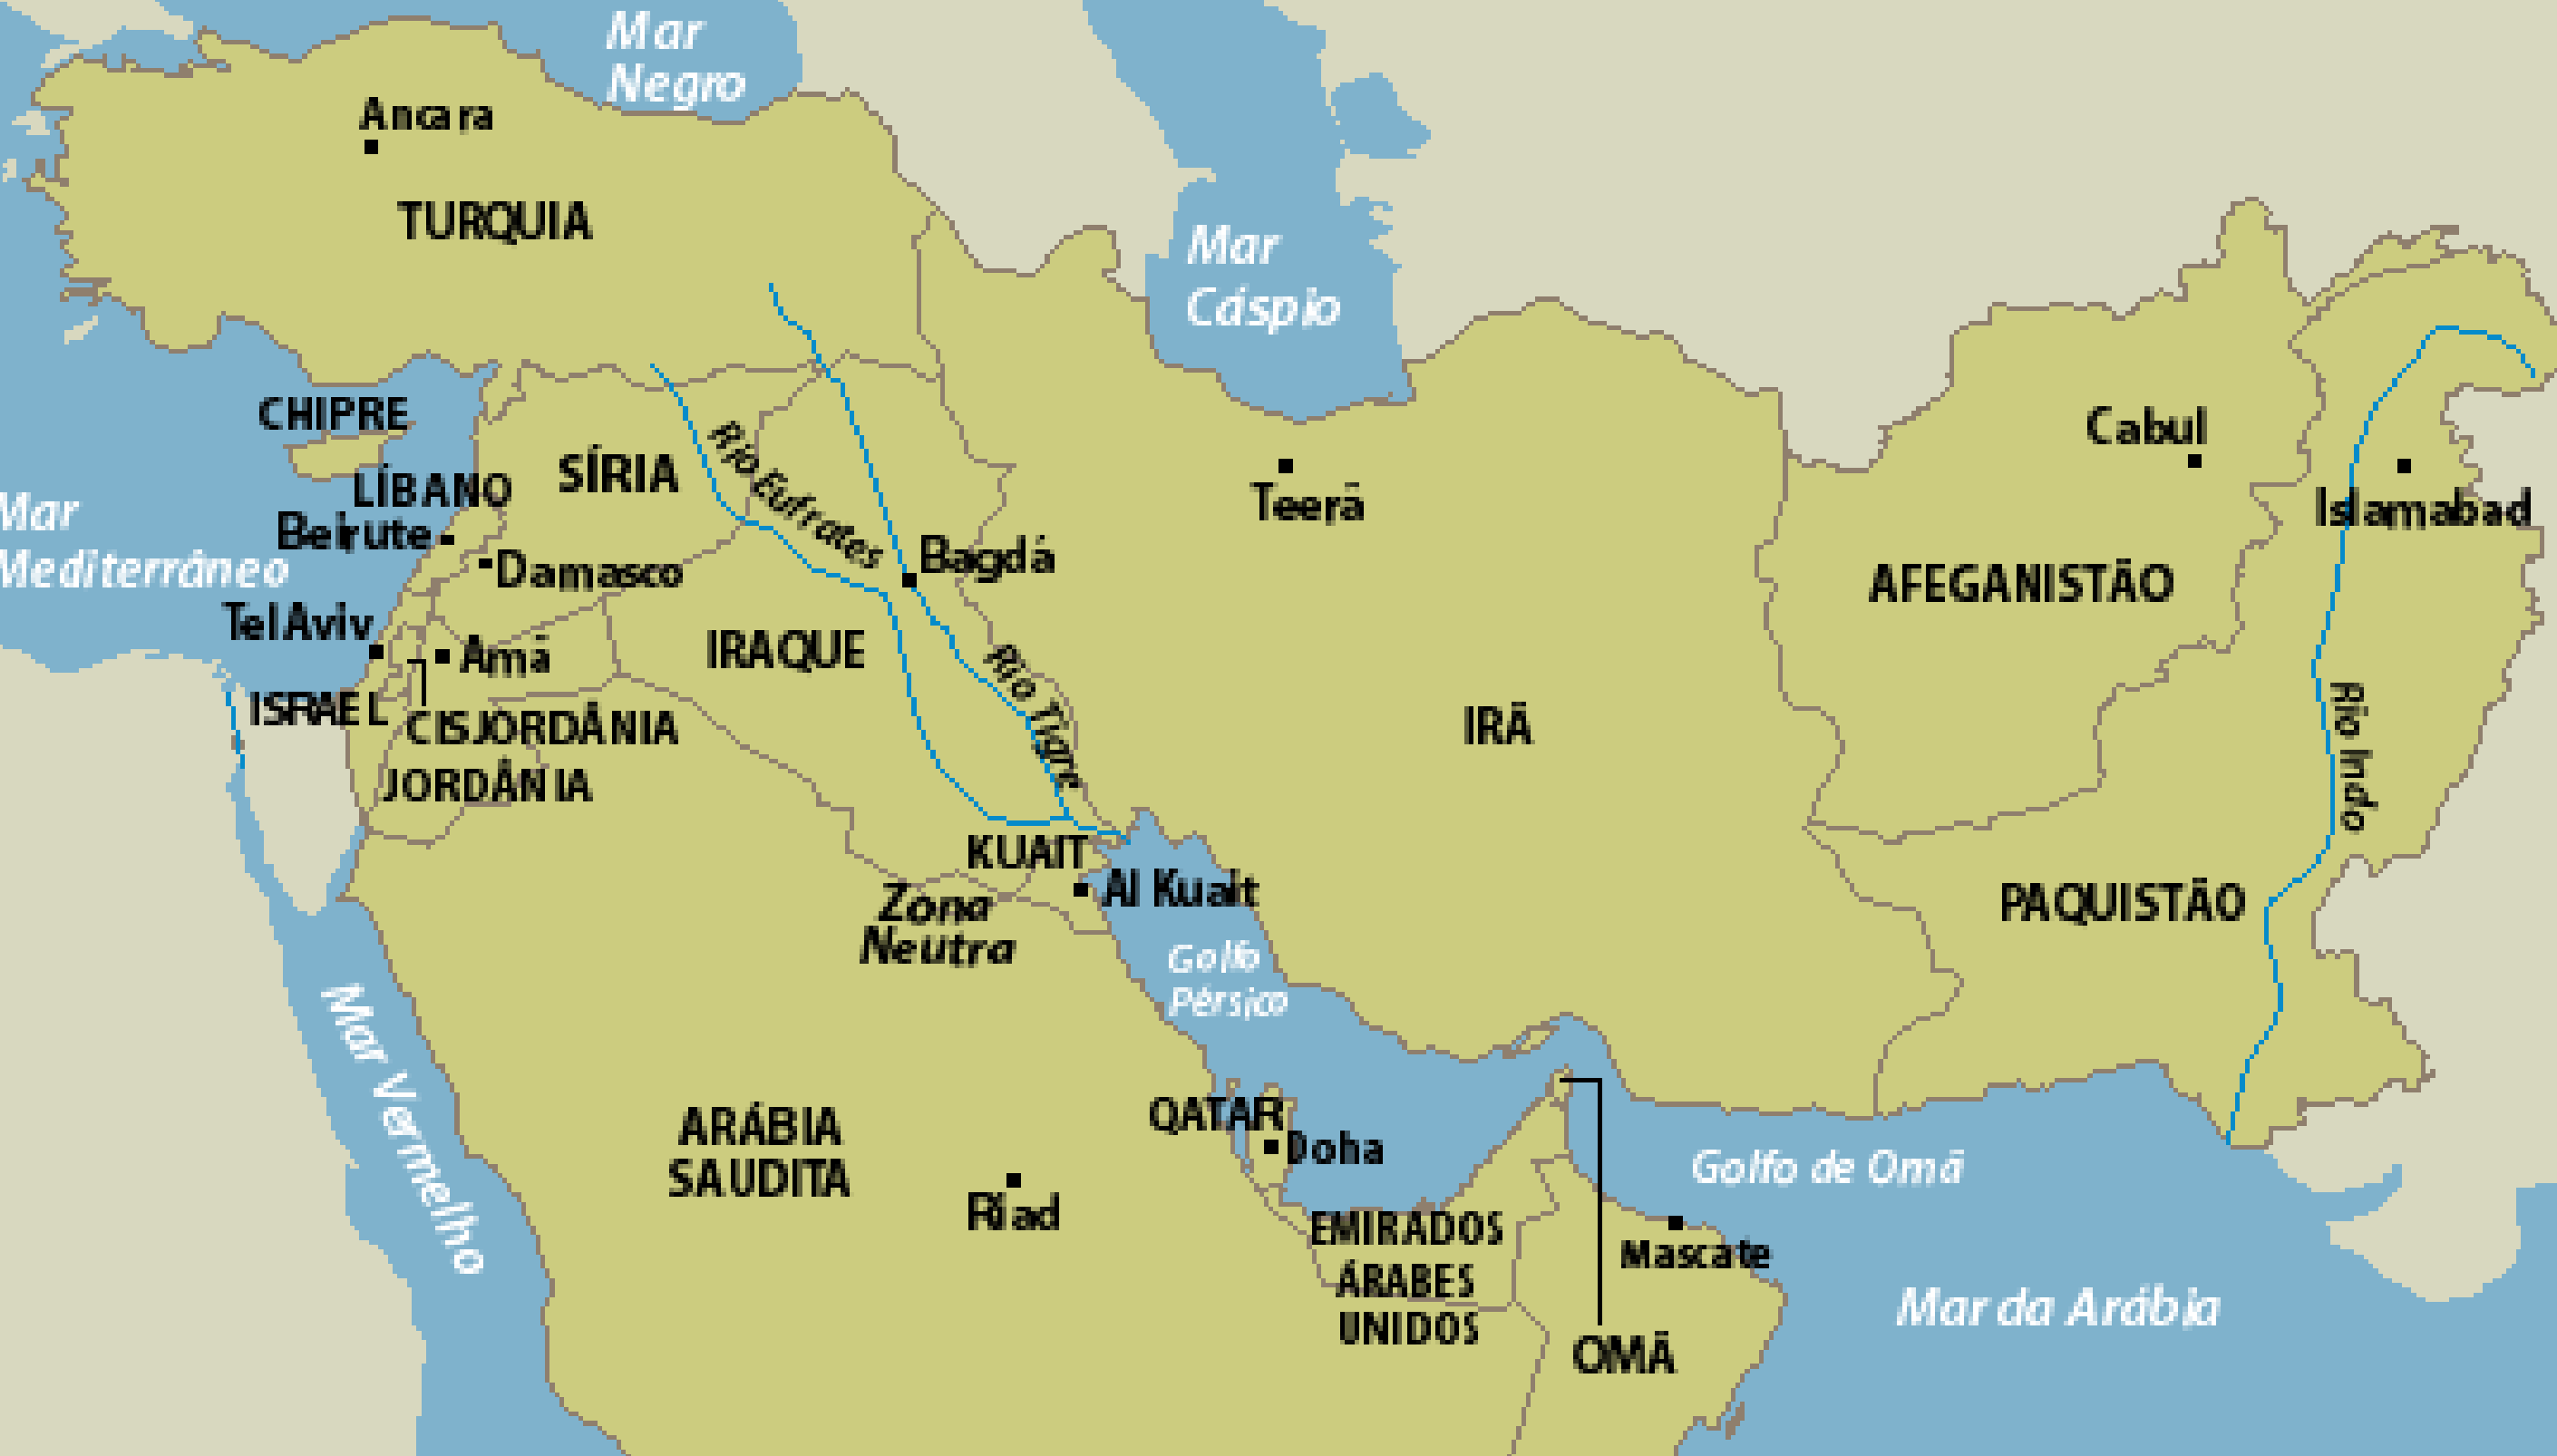 Mar
Negro
Ancara
TURQUIA
Mar
Cáspio
CHIPRE
LÍBANO
SÍRIA
Rio Eufrates
Cabul
Teerã
Islamabad
Mar
Mediterrâneo
Beirute
Damasco
Bagdá
AFEGANISTÃO
Tel Aviv
Amã
IRAQUE
Rio Tigre
ISRAEL
CISJORDÂNIA
IRÃ
Rio Indo
JORDÂNIA
KUAIT
Al Kuait
Zona
Neutra
PAQUISTÃO
Golfo
Pérsico
Mar Vermelho
ARÁBIA
SAUDITA
QATAR
Doha
Golfo de Omã
Riad
EMIRADOS
ÁRABES
UNIDOS
Mascate
OMÃ
Mar da Arábia